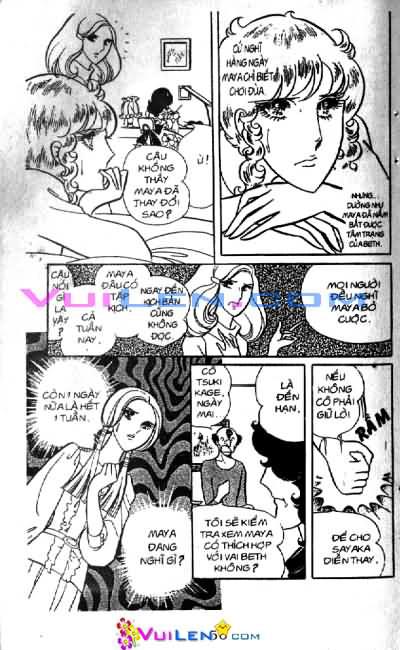 CỨ NGHĨ
HẰNG NGÀY
MAYA CHỈ BIẾT
CHƠI ĐÙA
Ừ!
CẬU
KHÔNG
THẤY
MAYA ĐÃ
THAY ĐỔI
SAO?
NHƯNG...
DƯỜNG NHƯ
MAYA ĐÃ NẮM
BẮT ĐƯỢC
TÂM TRẠNG
CỦA BETH.
MỌI NGƯỜI
ĐỀU NGHĨ
MAYA BỎ
CUỘC.
NGAY ĐẾN
KỊCH BẢN
CŨNG
KHÔNG
ĐỌC
MAYA
ĐÂU CÓ
TẬP
KỊCH.
CẢ
TUẦN
NAY.
CẬU
NÓI
GÌ
LẠ
VẬY?
VUILEN.COM
NẾU
KHÔNG
CÔ PHẢI
GIỮ LỜI
RẦM
ĐỂ CHO
SAYAKA
DIỄN THAY.
LÀ
ĐẾN
HẠN.
CÔ
TSUKI
KAGE,
NGÀY
MAI...
TÔI SẼ KIỂM
TRA XEM MAYA
CÓ THÍCH HỢP
VỚI VAI BETH
KHÔNG?
CÒN 1 NGÀY
NỮA LÀ HẾT
1 TUẦN.
MAYA
ĐANG
NGHĨ GÌ?
VUILEN.COM